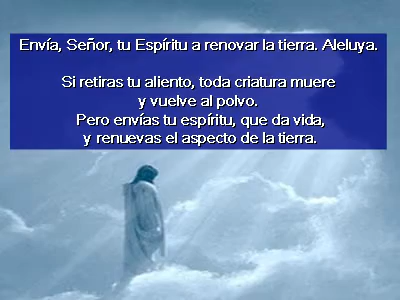 Envía, Señor, tu Espíritu a renovar la tierra. Aleluya.
Si retiras tu aliento, toda criatura muere
y vuelve al polvo.
Pero envías tu espíritu, que da vida,
y renuevas el aspecto de la tierra.